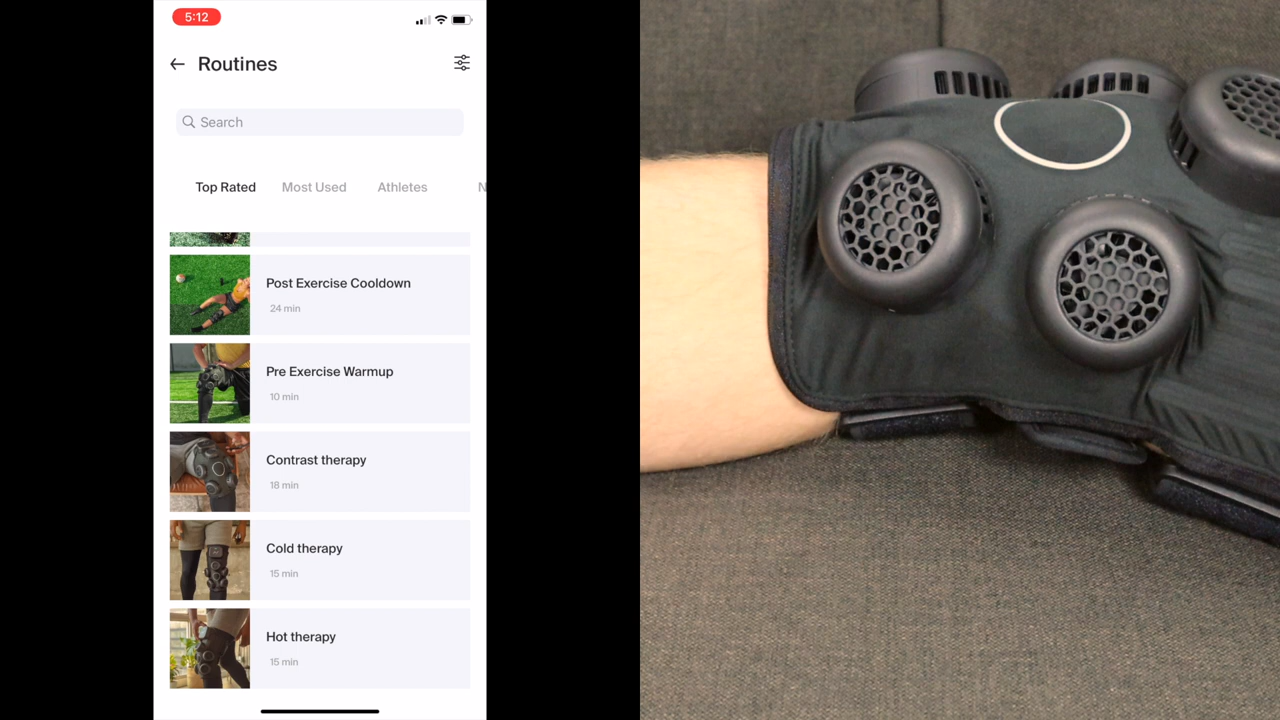 5:12
Routines
Search
Top Rated Most Used Athletes N
Post Exercise Cooldown
24 min
Pre Exercise Warmup
10 min
Contrast therapy
18 min
Cold therapy
15 min
Hot therapy
15 min